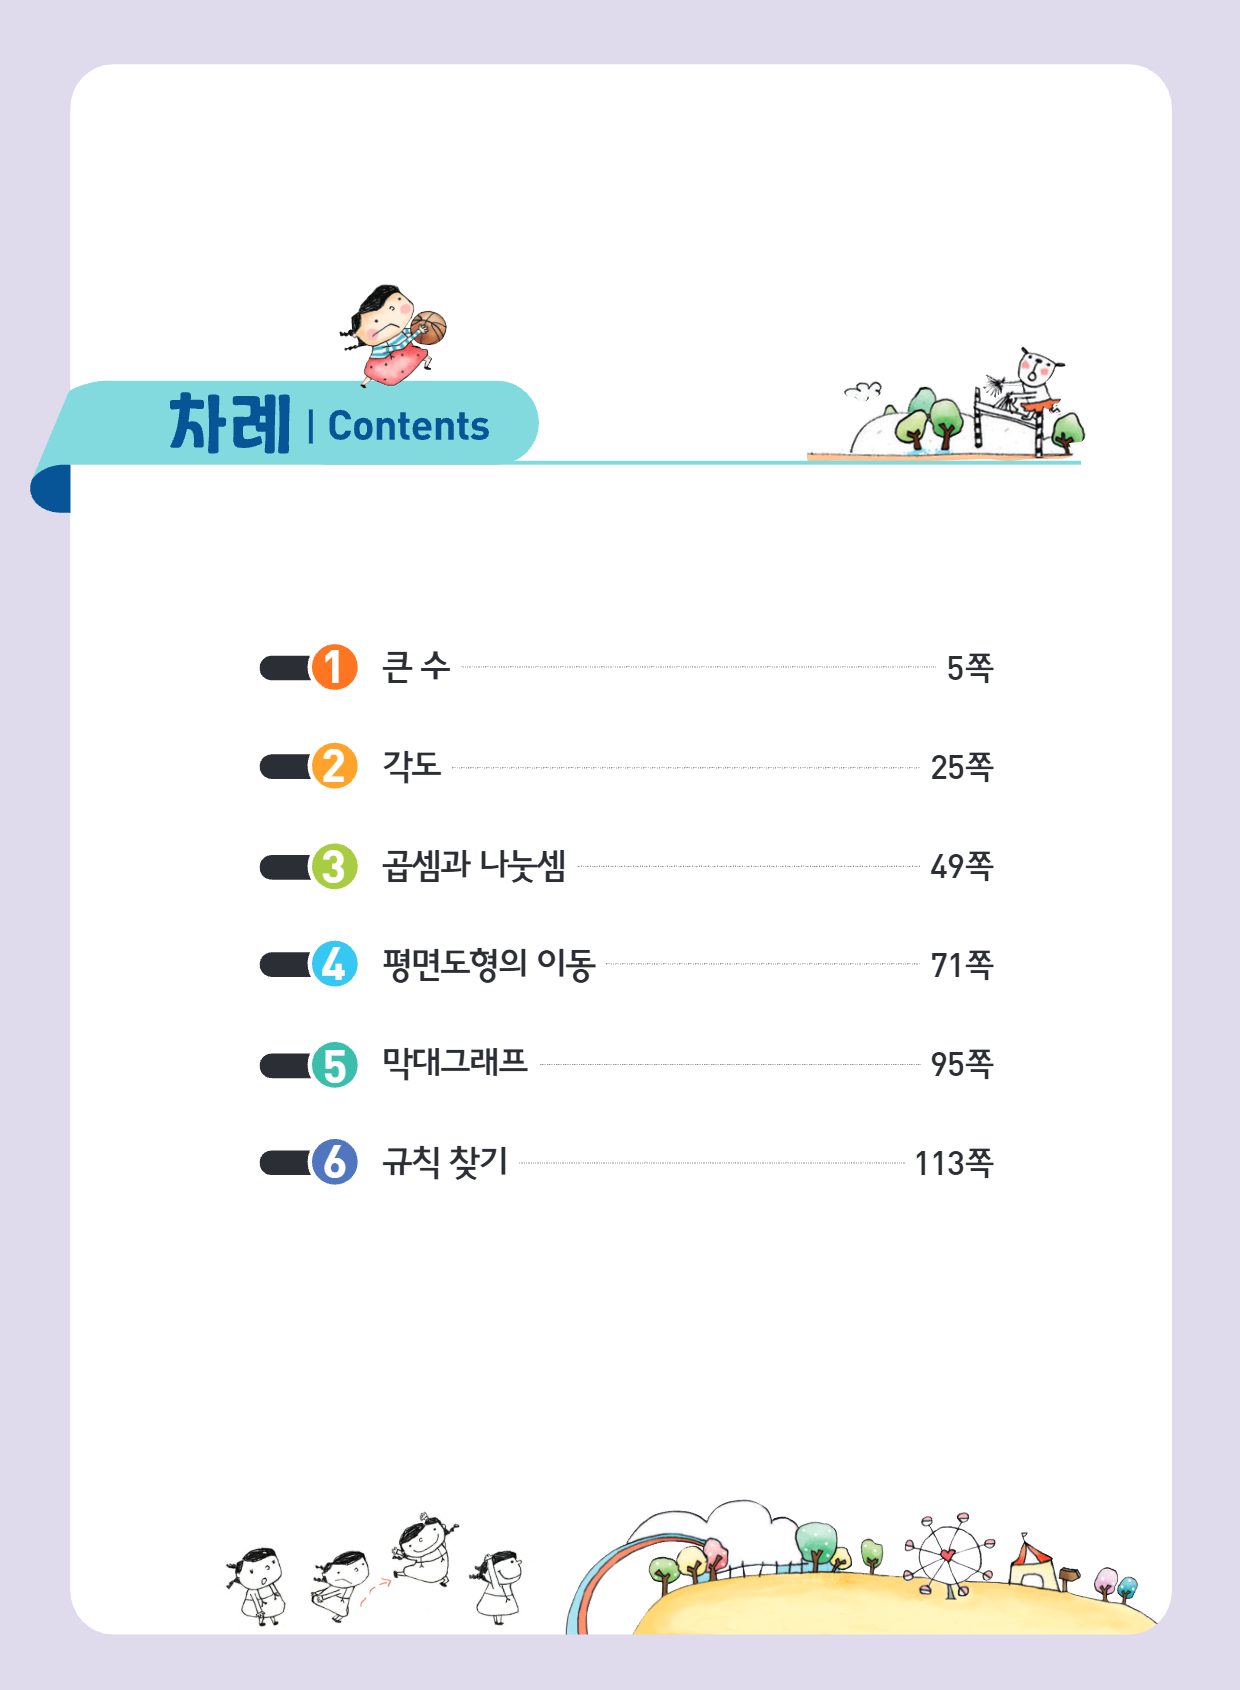 차례 | Contents
1 큰 수 5쪽
2 각도 25쪽
3 곱셈과 나눗셈 49쪽
4 평면도형의 이동 71쪽
5 막대그래프 95쪽
6 규칙 찾기 113쪽